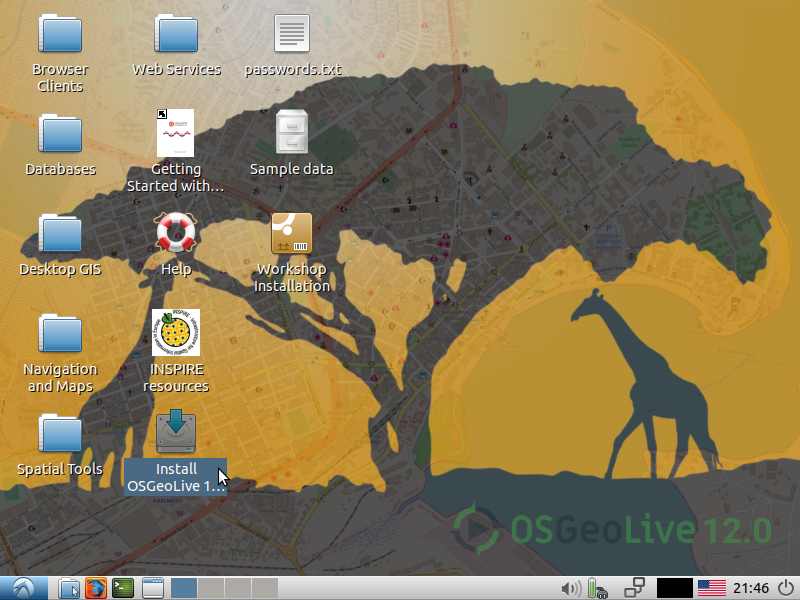 Browser
Clients
Web Services
passwords.txt
Databases
Getting
Started with...
Sample data
Desktop GIS
Help
Workshop
Installation
Navigation
and Maps
INSPIRE
resources
Spatial Tools
Install
OSGeoLive 1...
OSGeoLive 12.0
21:46